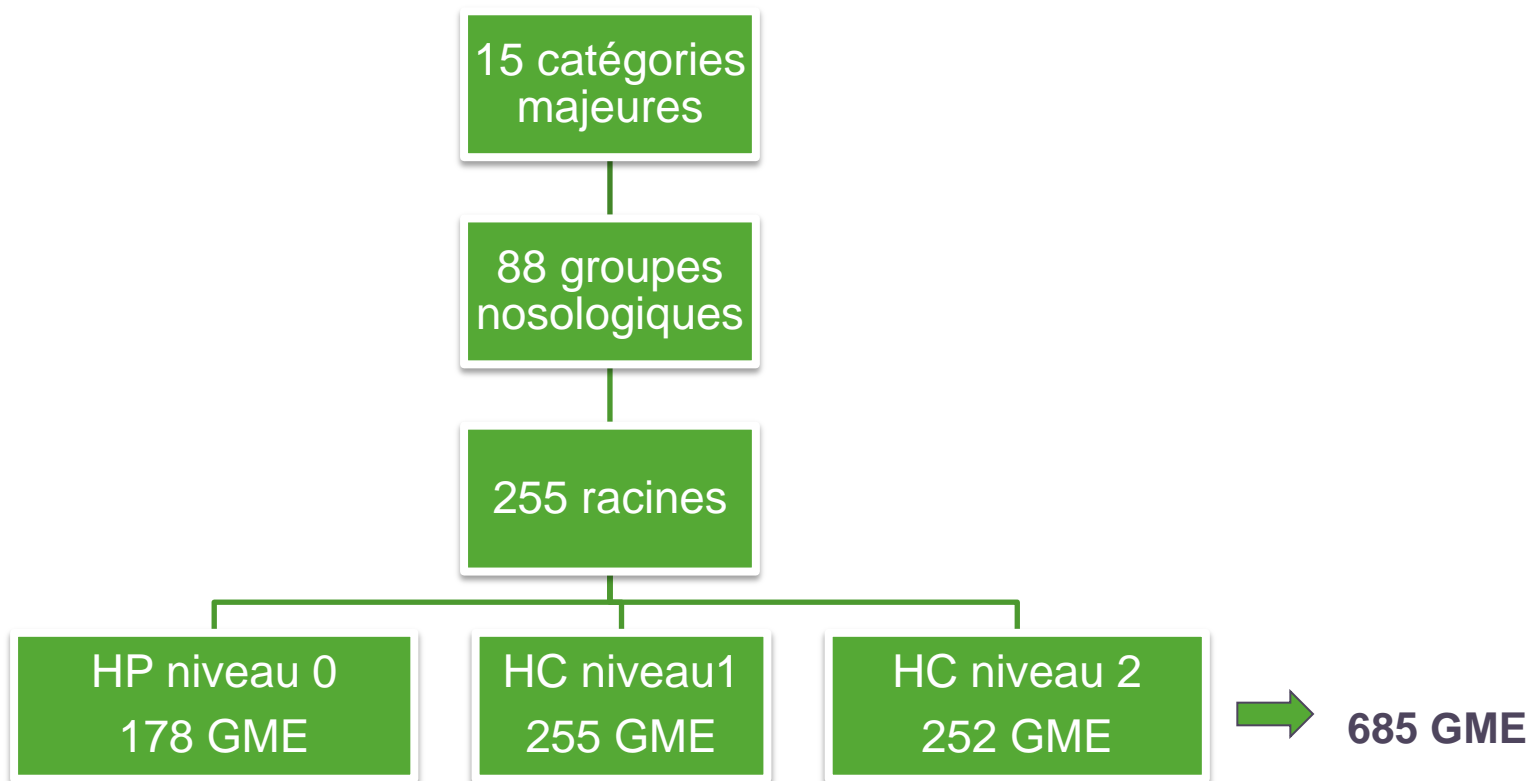 15 catégories
majeures
88 groupes
nosologiques
255 racines
HP niveau 0
178 GME
HC niveau1
255 GME
HC niveau 2
252 GME
685 GME